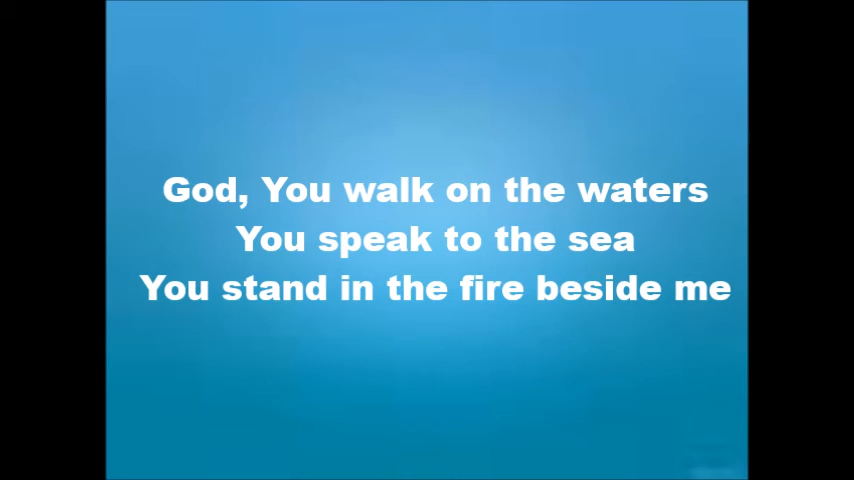 God, You walk on the waters
You speak to the sea
You stand in the fire beside me